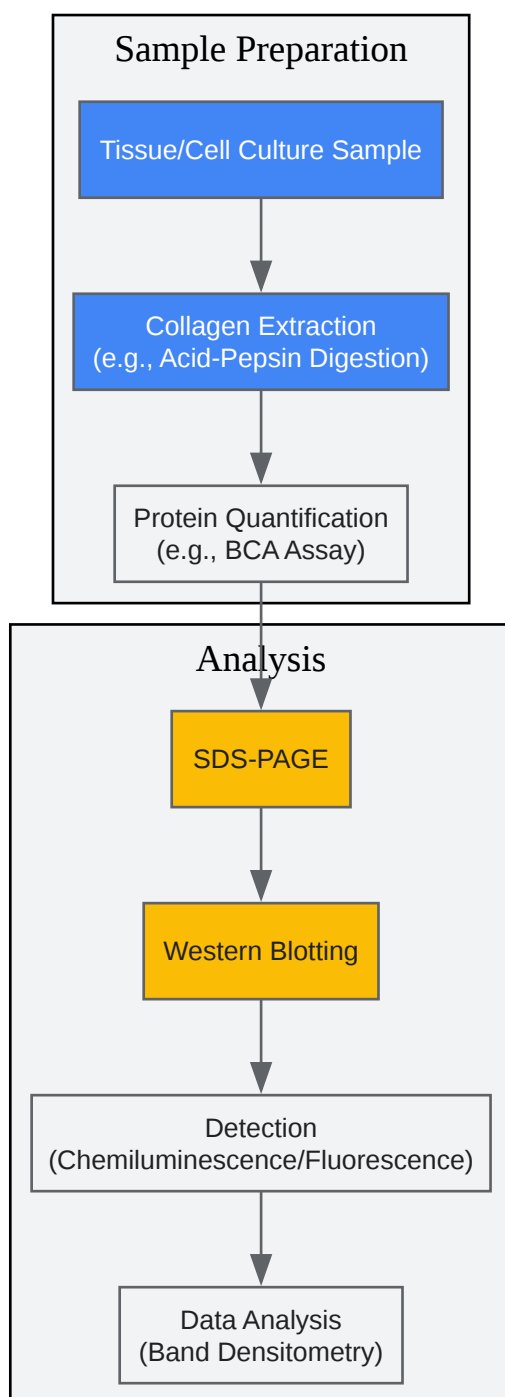 Sample Preparation
Tissue/Cell Culture Sample
Collagen Extraction
(e.g., Acid-Pepsin Digestion)
Protein Quantification
(e.g., BCA Assay)
Analysis
SDS-PAGE
Western Blotting
Detection
(Chemiluminescence/Fluorescence)
Data Analysis
(Band Densitometry)